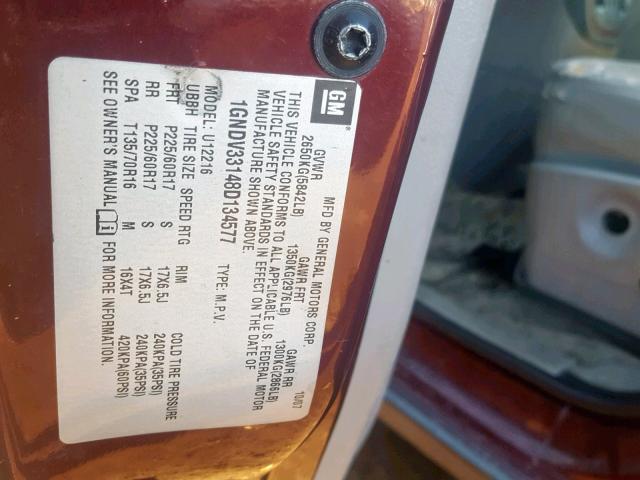 GM
MFD BY GENERAL MOTORS CORP. 10/07
GVWR GAWR FRT GAWR RR
2650KG(5842LB) 1350KG(2976LB) 1300KG(2866LB)
THIS VEHICLE CONFORMS TO ALL APPLICABLE U.S. FEDERAL MOTOR
VEHICLE SAFETY STANDARDS IN EFFECT ON THE DATE OF
MANUFACTURE SHOWN ABOVE.
1GNDV33148D134577 TYPE: M.P.V.
MODEL: U12216
UBBH TIRE SIZE SPEED RTG RIM COLD TIRE PRESSURE
FRT P225/60R17 S 17X6.5J 240KPA(35PSI)
RR P225/60R17 S 17X6.5J 240KPA(35PSI)
SPA T135/70R16 M 16X4T 420KPA(60PSI)
SEE OWNER'S MANUAL FOR MORE INFORMATION.